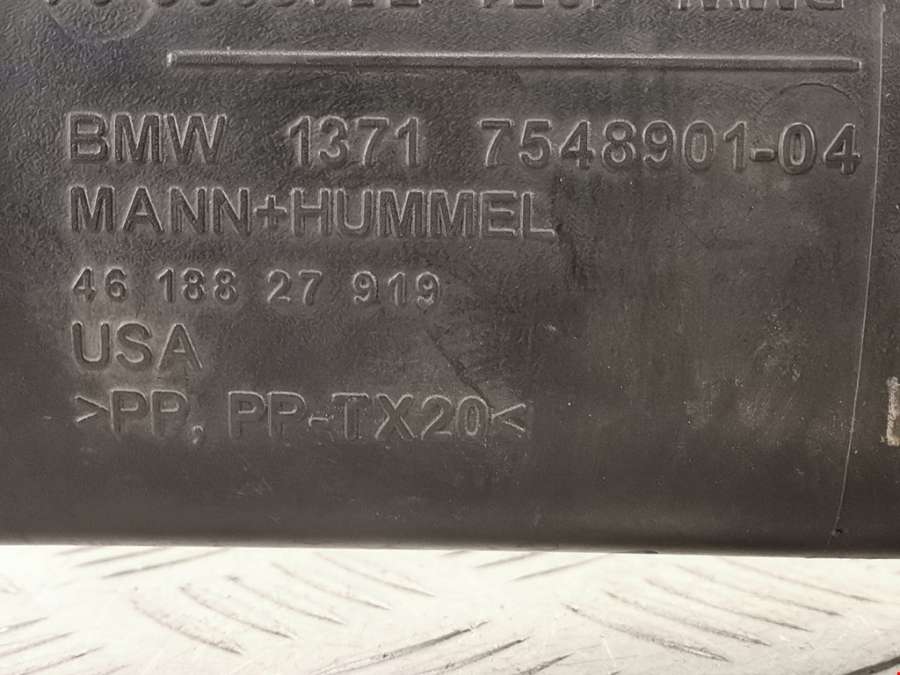 BMW 1371 7548901-04
MANN+HUMMEL
46 188 27 919
USA
>PP, PP-TX20<